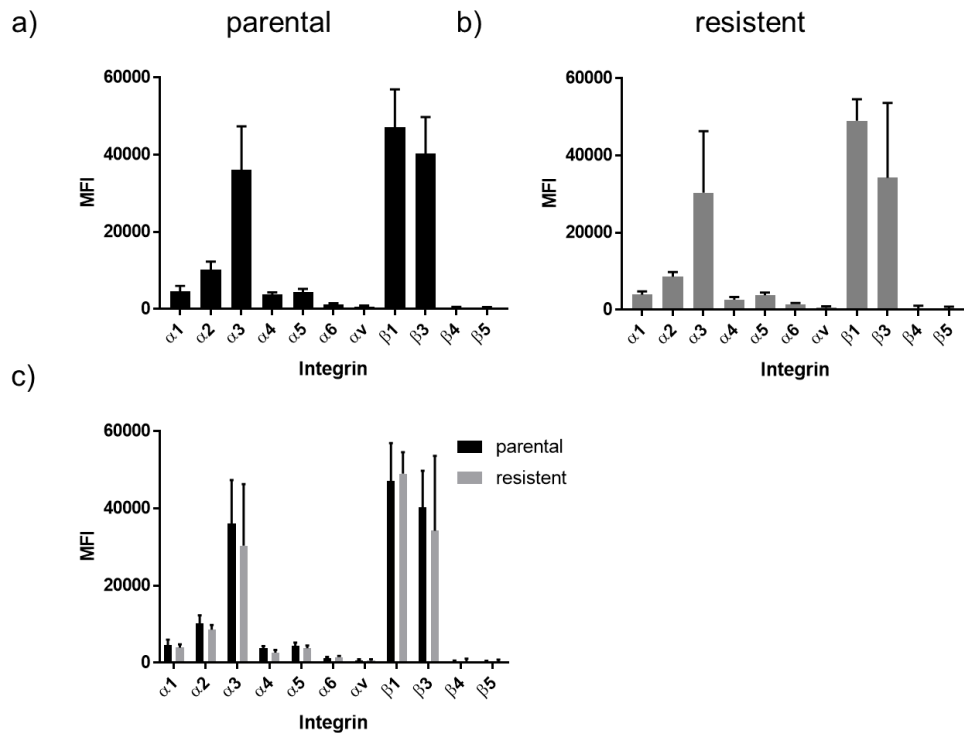 a)
parental
60000
40000
20000
0
MFI
α1 α2 α3 α4 α5 α6 αv β1 β3 β4 β5
Integrin
b)
resistent
60000
40000
20000
0
MFI
α1 α2 α3 α4 α5 α6 αv β1 β3 β4 β5
Integrin
c)
60000
40000
20000
0
MFI
parental
resistent
α1 α2 α3 α4 α5 α6 αv β1 β3 β4 β5
Integrin